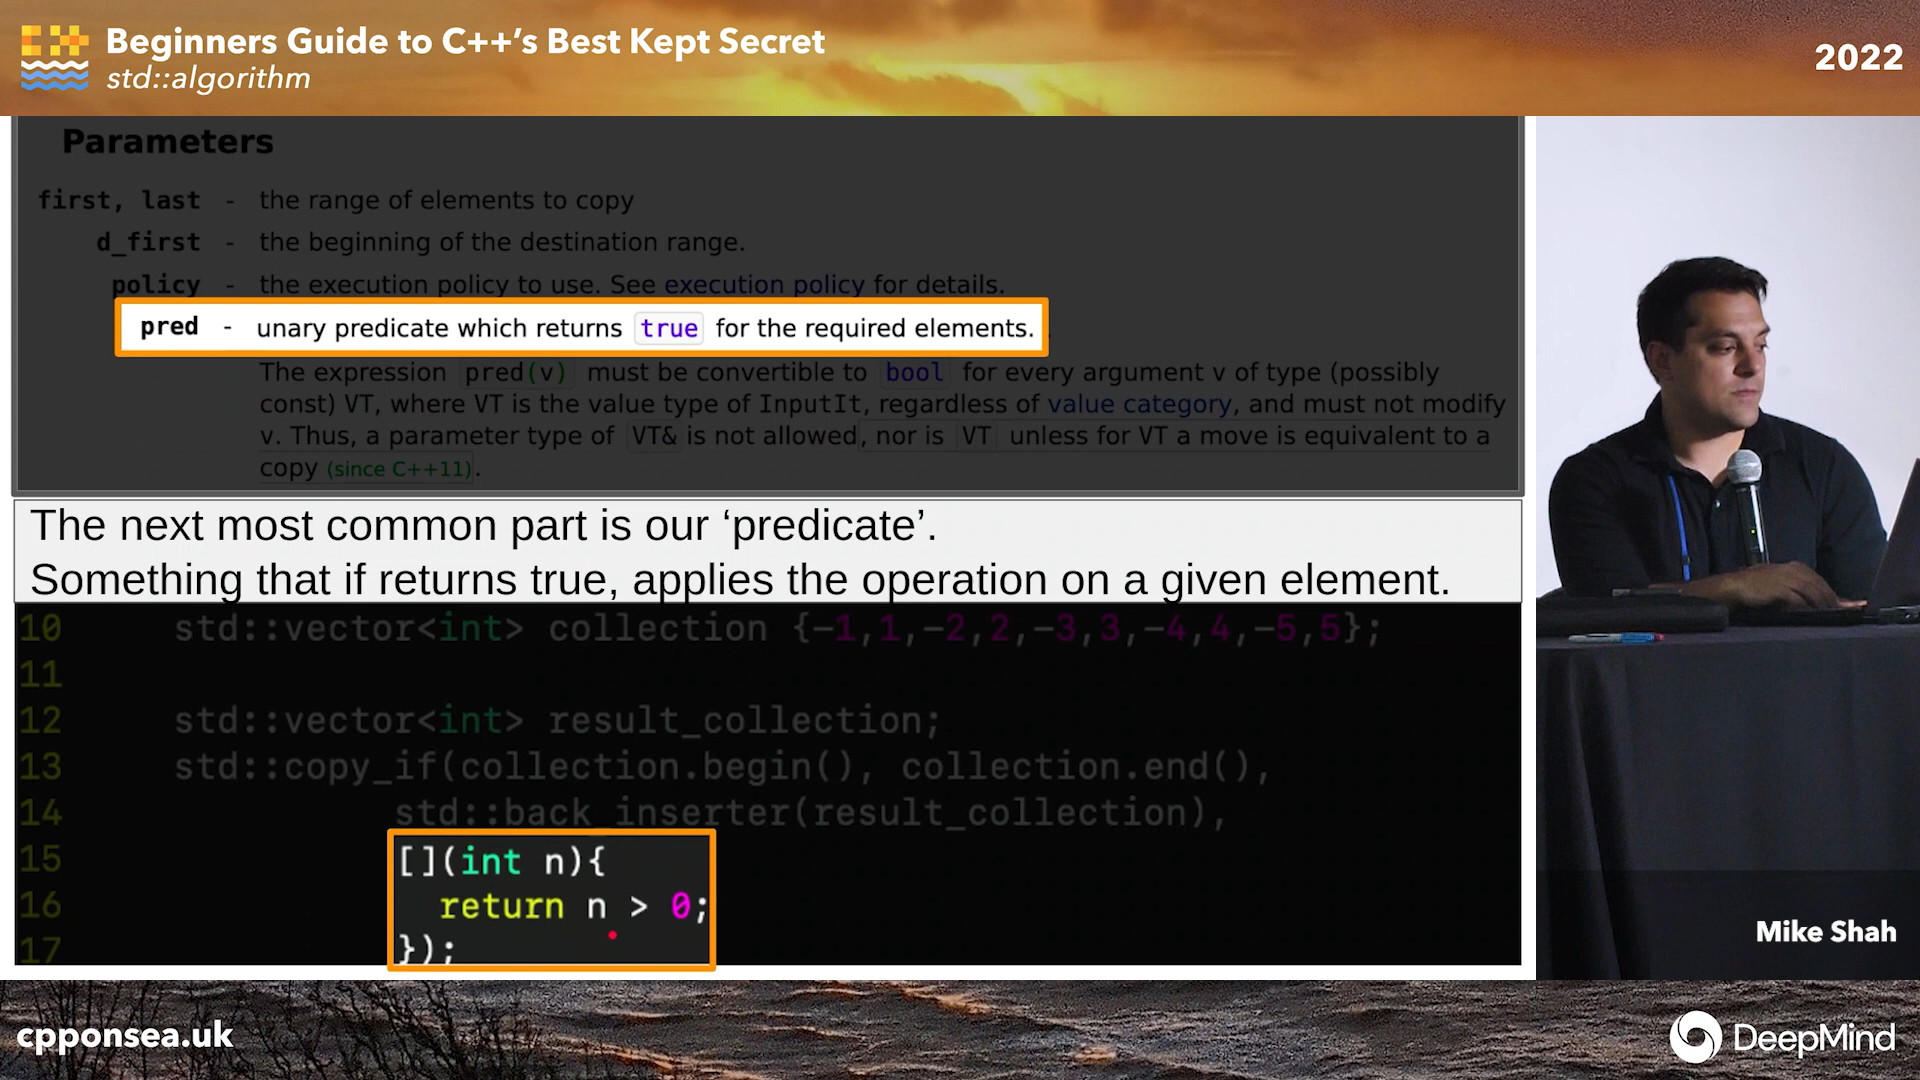 Beginners Guide to C++’s Best Kept Secret
std::algorithm
2022
Parameters
first, last - the range of elements to copy
d_first - the beginning of the destination range.
policy - the execution policy to use. See execution policy for details.
pred - unary predicate which returns true for the required elements.
The expression pred(v) must be convertible to bool for every argument v of type (possibly
const) VT, where VT is the value type of InputIt, regardless of value category, and must not modify
v. Thus, a parameter type of VT& is not allowed, nor is VT unless for VT a move is equivalent to a
copy (since C++11).
The next most common part is our ‘predicate’.
Something that if returns true, applies the operation on a given element.
10 std::vector<int> collection {-1,1,-2,2,-3,3,-4,4,-5,5};
11
12 std::vector<int> result_collection;
13 std::copy_if(collection.begin(), collection.end(),
14 std::back_inserter(result_collection),
15 [](int n){
16 return n > 0;
17 });
Mike Shah
cpponsea.uk
DeepMind